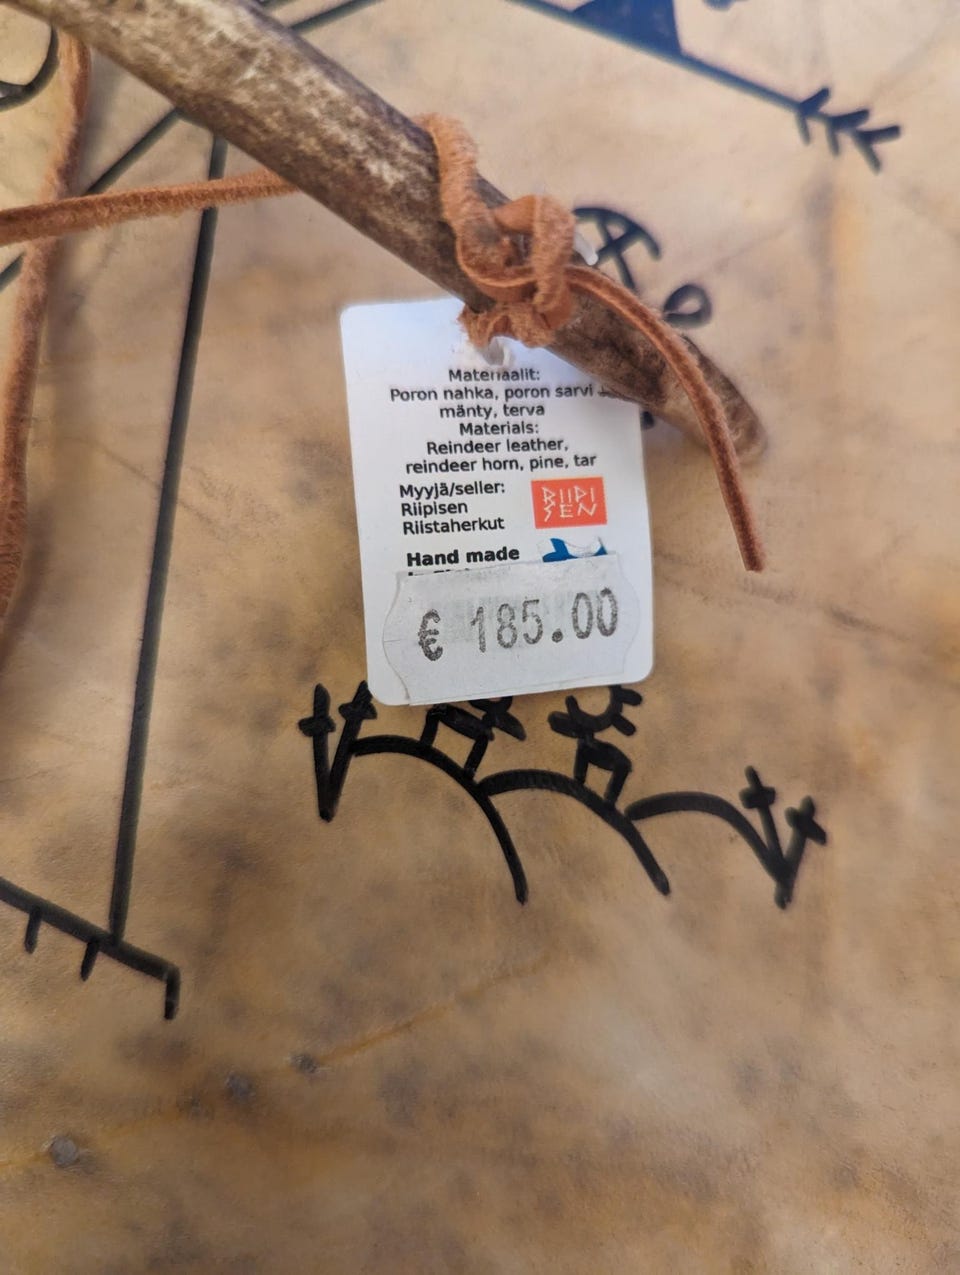 Materiaalit:
Poron nahka, poron sarvi
mänty, terva
Materials:
Reindeer leather,
reindeer horn, pine, tar
Myyjä/seller:
Riipisen
Riistaherkut
RIIPI
SEN
Hand made
€ 185.00